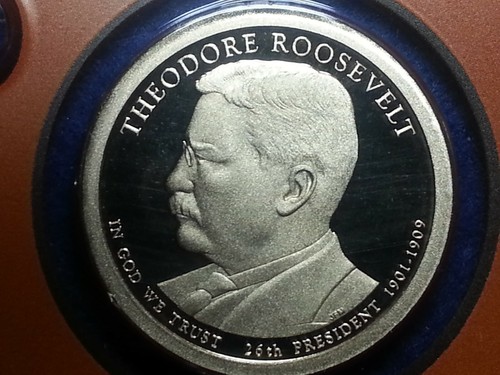 THEODORE ROOSEVELT
IN GOD WE TRUST 26th PRESIDENT 1901-1909